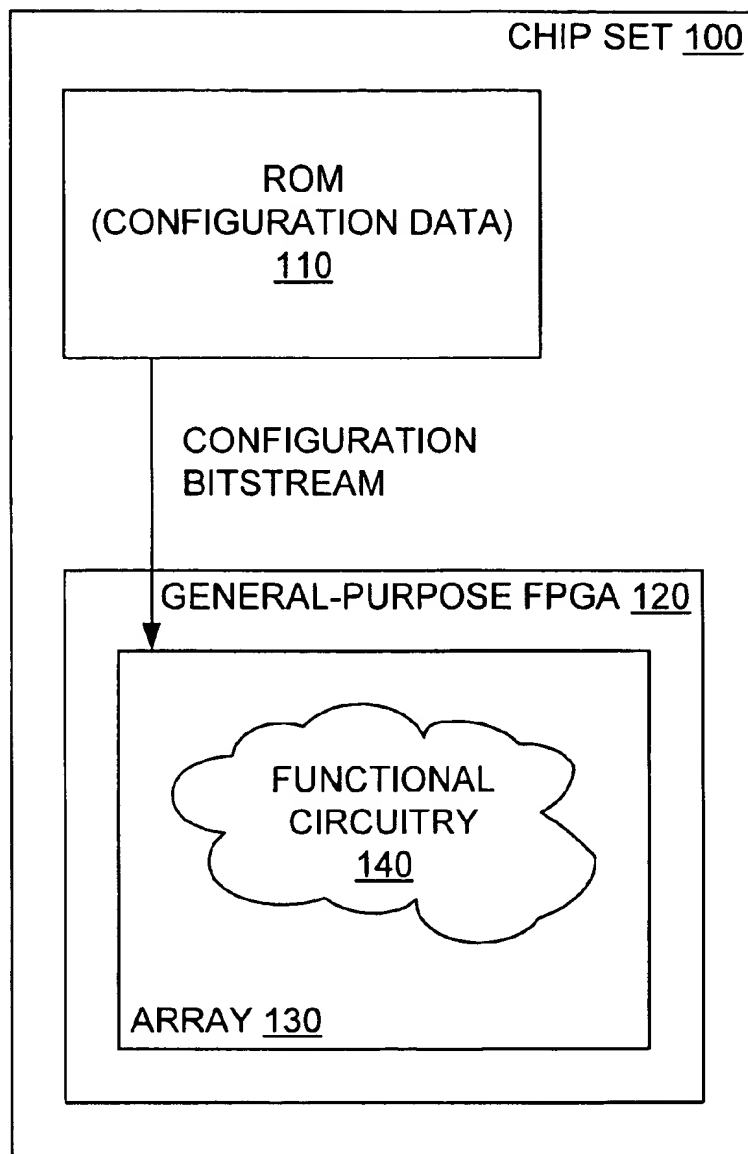 CHIP SET 100
ROM
(CONFIGURATION DATA)
110
CONFIGURATION
BITSTREAM
GENERAL-PURPOSE FPGA 120
FUNCTIONAL
CIRCUITRY
140
ARRAY 130